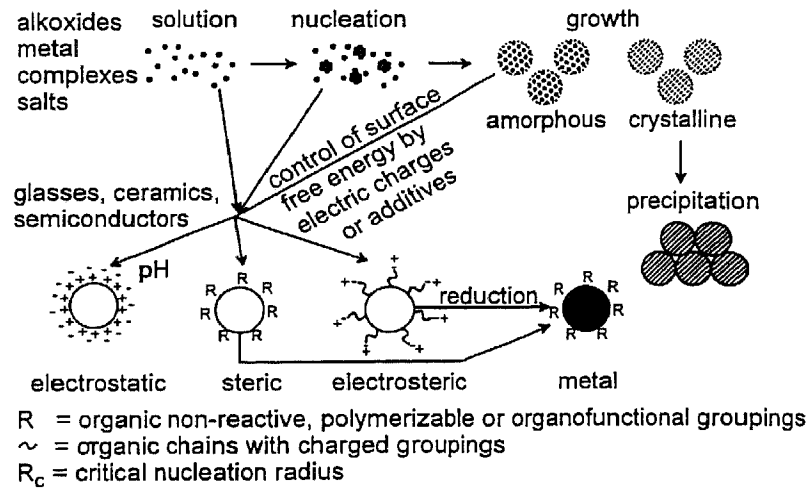 alkoxides
metal
complexes
salts
solution
nucleation
growth
amorphous
crystalline
control of surface
free energy by
electric charges
or additives
glasses, ceramics,
semiconductors
precipitation
pH
R R R R R R R
reduction
R R R R R R R
electrostatic
steric
electrosteric
metal
R = organic non-reactive, polymerizable or organofunctional groupings
~ = organic chains with charged groupings
Rc = critical nucleation radius